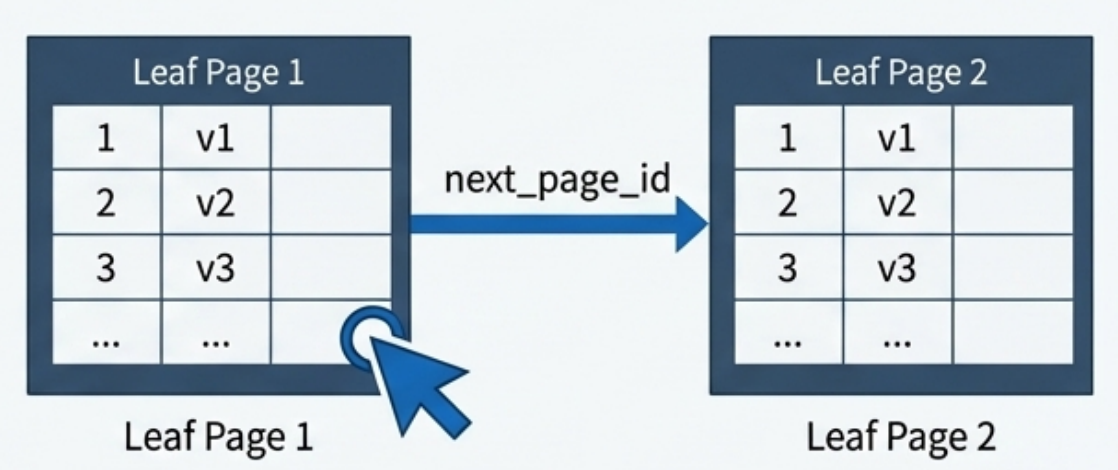 Leaf Page 1
1 v1
2 v2
3 v3
... ...
Leaf Page 1
next_page_id
Leaf Page 2
1 v1
2 v2
3 v3
... ...
Leaf Page 2